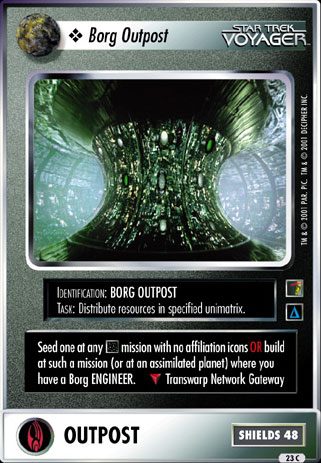 ❖ Borg Outpost
STAR TREK
VOYAGER
TM & © 2001 PAR. PIC. TM & © 2001 DECIPHER INC.
IDENTIFICATION: BORG OUTPOST
TASK: Distribute resources in specified unimatrix.
Seed one at any mission with no affiliation icons OR build
at such a mission (or at an assimilated planet) where you
have a Borg ENGINEER. Transwarp Network Gateway
OUTPOST
SHIELDS 48
23 C